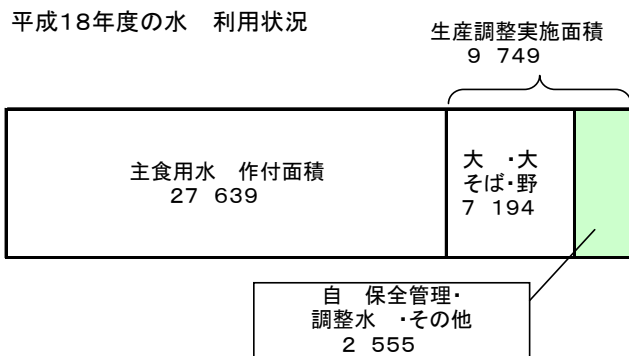 平成18年度の水　利用状況
生産調整実施面積
9　749
主食用水　作付面積
27　639
大　・大
そば・野
7　194
自　保全管理・
調整水　・その他
2　555